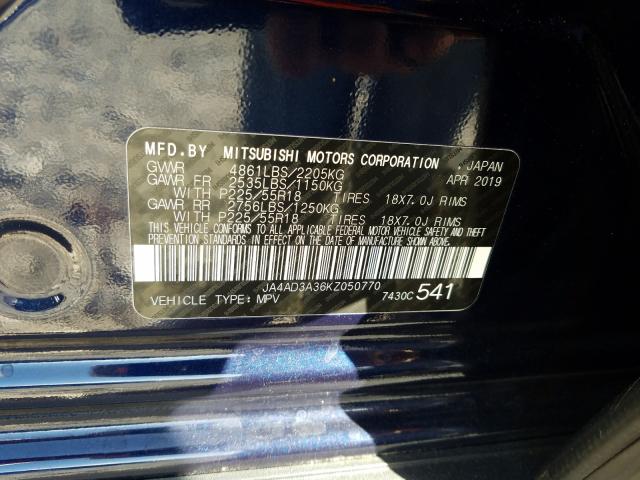 MFD.BY MITSUBISHI MOTORS CORPORATION , JAPAN
GVWR 4861LBS/2205KG APR 2019
GAWR FR 2535LBS/1150KG
WITH P225/55R18 TIRES 18X7.0J RIMS
GAWR RR 2756LBS/1250KG
WITH P225/55R18 TIRES 18X7.0J RIMS
THIS VEHICLE CONFORMS TO ALL APPLICABLE FEDERAL MOTOR VEHICLE SAFETY AND THEFT
PREVENTION STANDARDS IN EFFECT ON THE DATE OF MANUFACTURE SHOWN ABOVE.
JA4AD3A36KZ050770
VEHICLE TYPE: MPV 7430C 541